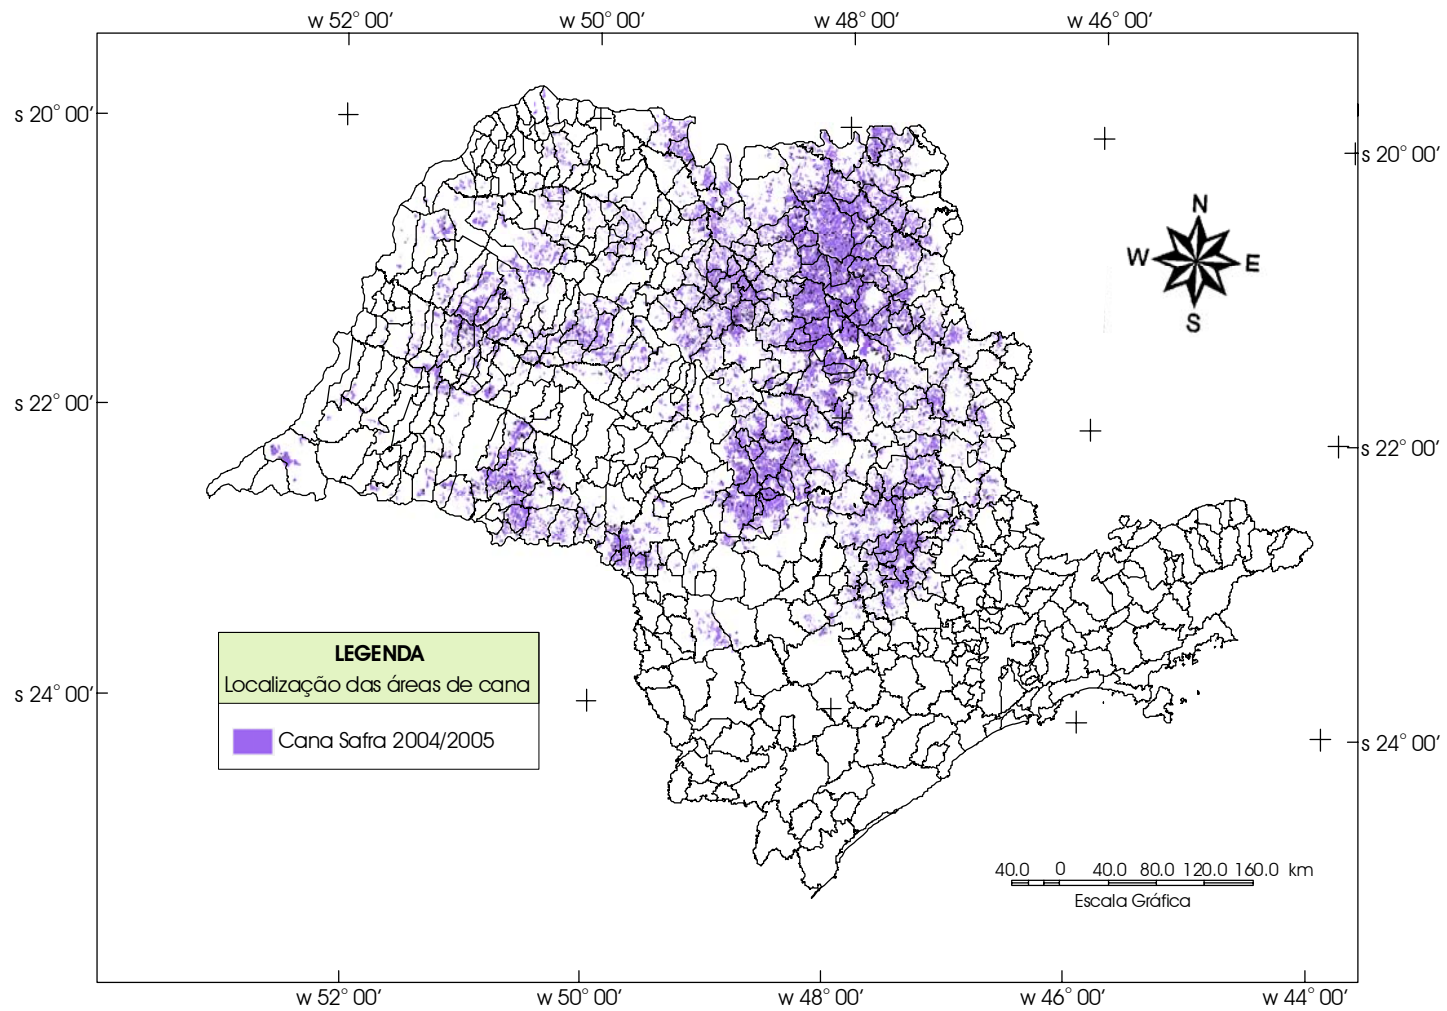 w 52° 00' w 50° 00' w 48° 00' w 46° 00'
s 20° 00'
s 20° 00'
N
W E
S
s 22° 00'
s 22° 00'
LEGENDA
Localização das áreas de cana
s 24° 00'
Cana Safra 2004/2005
s 24° 00'
40.0 0 40.0 80.0 120.0 160.0 km
Escala Gráfica
w 52° 00' w 50° 00' w 48° 00' w 46° 00' w 44° 00'